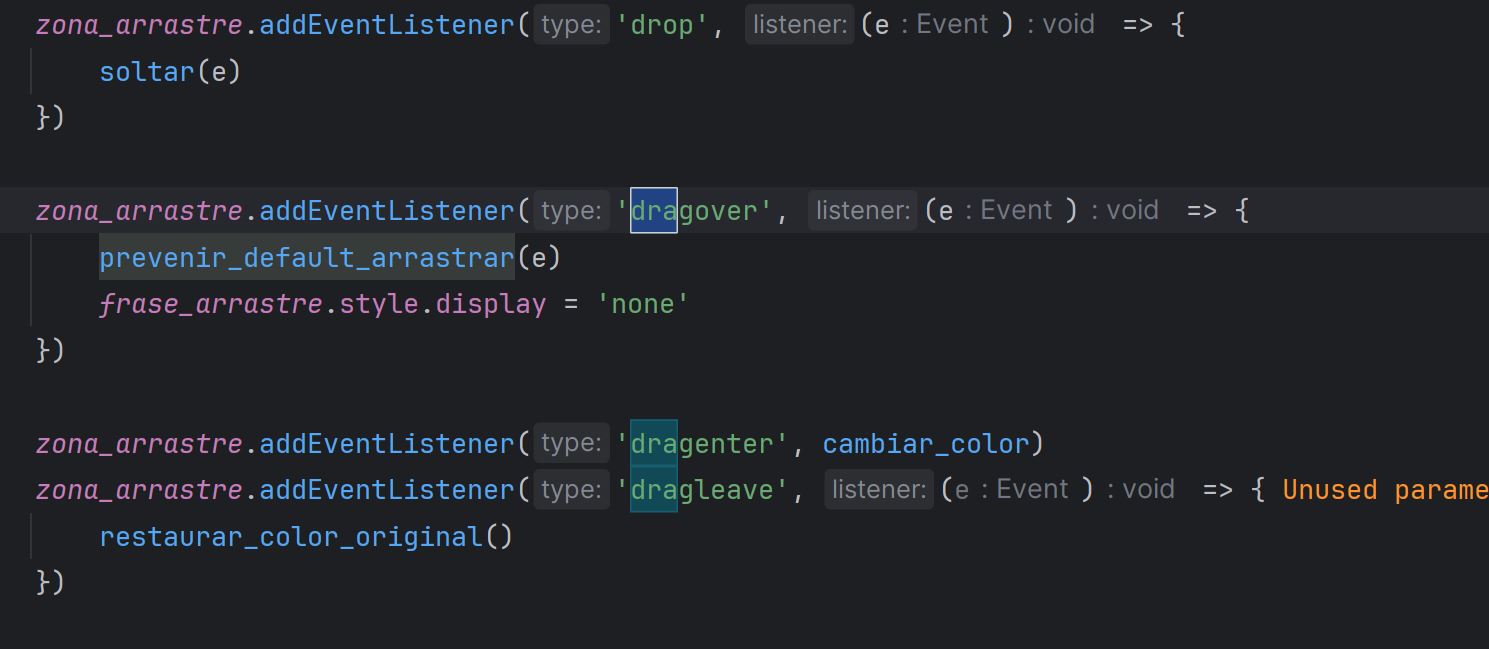 zona_arrastre.addEventListener( type: 'drop', listener: (e : Event ) : void => {
soltar(e)
})
zona_arrastre.addEventListener( type: 'dragover', listener: (e : Event ) : void => {
prevenir_default_arrastrar(e)
frase_arrastre.style.display = 'none'
})
zona_arrastre.addEventListener( type: 'dragenter', cambiar_color)
zona_arrastre.addEventListener( type: 'dragleave', listener: (e : Event ) : void => { Unused parame
restaurar_color_original()
})